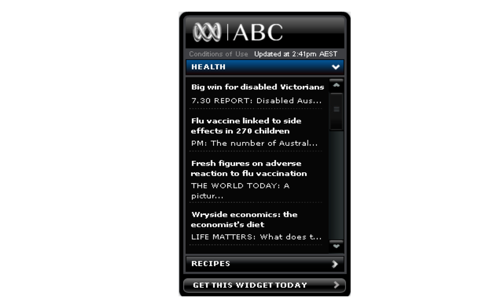 ABC
Conditions of Use Updated at 2:41pm AEST
HEALTH
Big win for disabled Victorians
7.30 REPORT: Disabled Aus...
Flu vaccine linked to side
effects in 270 children
PM: The number of Austral...
Fresh figures on adverse
reaction to flu vaccination
THE WORLD TODAY: A
pictur...
Wryside economics: the
economist's diet
LIFE MATTERS: What does t...
RECIPES
GET THIS WIDGET TODAY